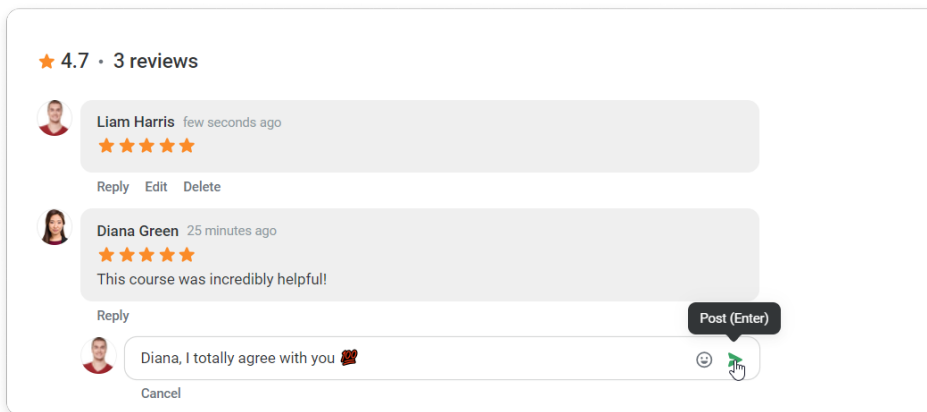 4.7 • 3 reviews
Liam Harris few seconds ago
Reply Edit Delete
Diana Green 25 minutes ago
This course was incredibly helpful!
Reply
Post (Enter)
Diana, I totally agree with you 💯
Cancel